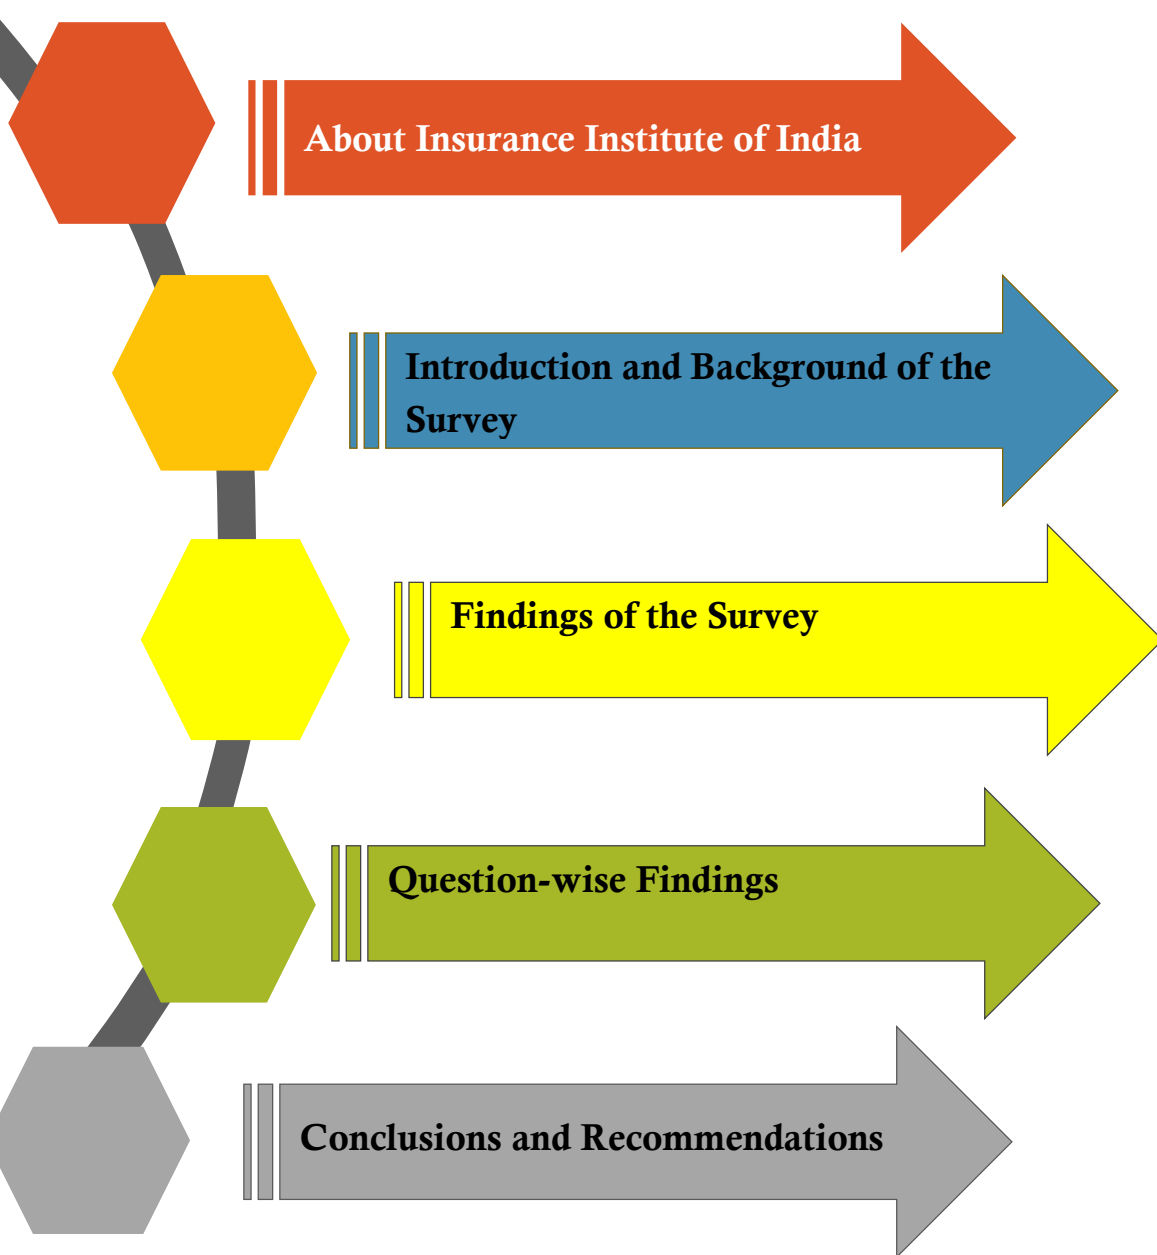 About Insurance Institute of India
Introduction and Background of the
Survey
Findings of the Survey
Question-wise Findings
Conclusions and Recommendations